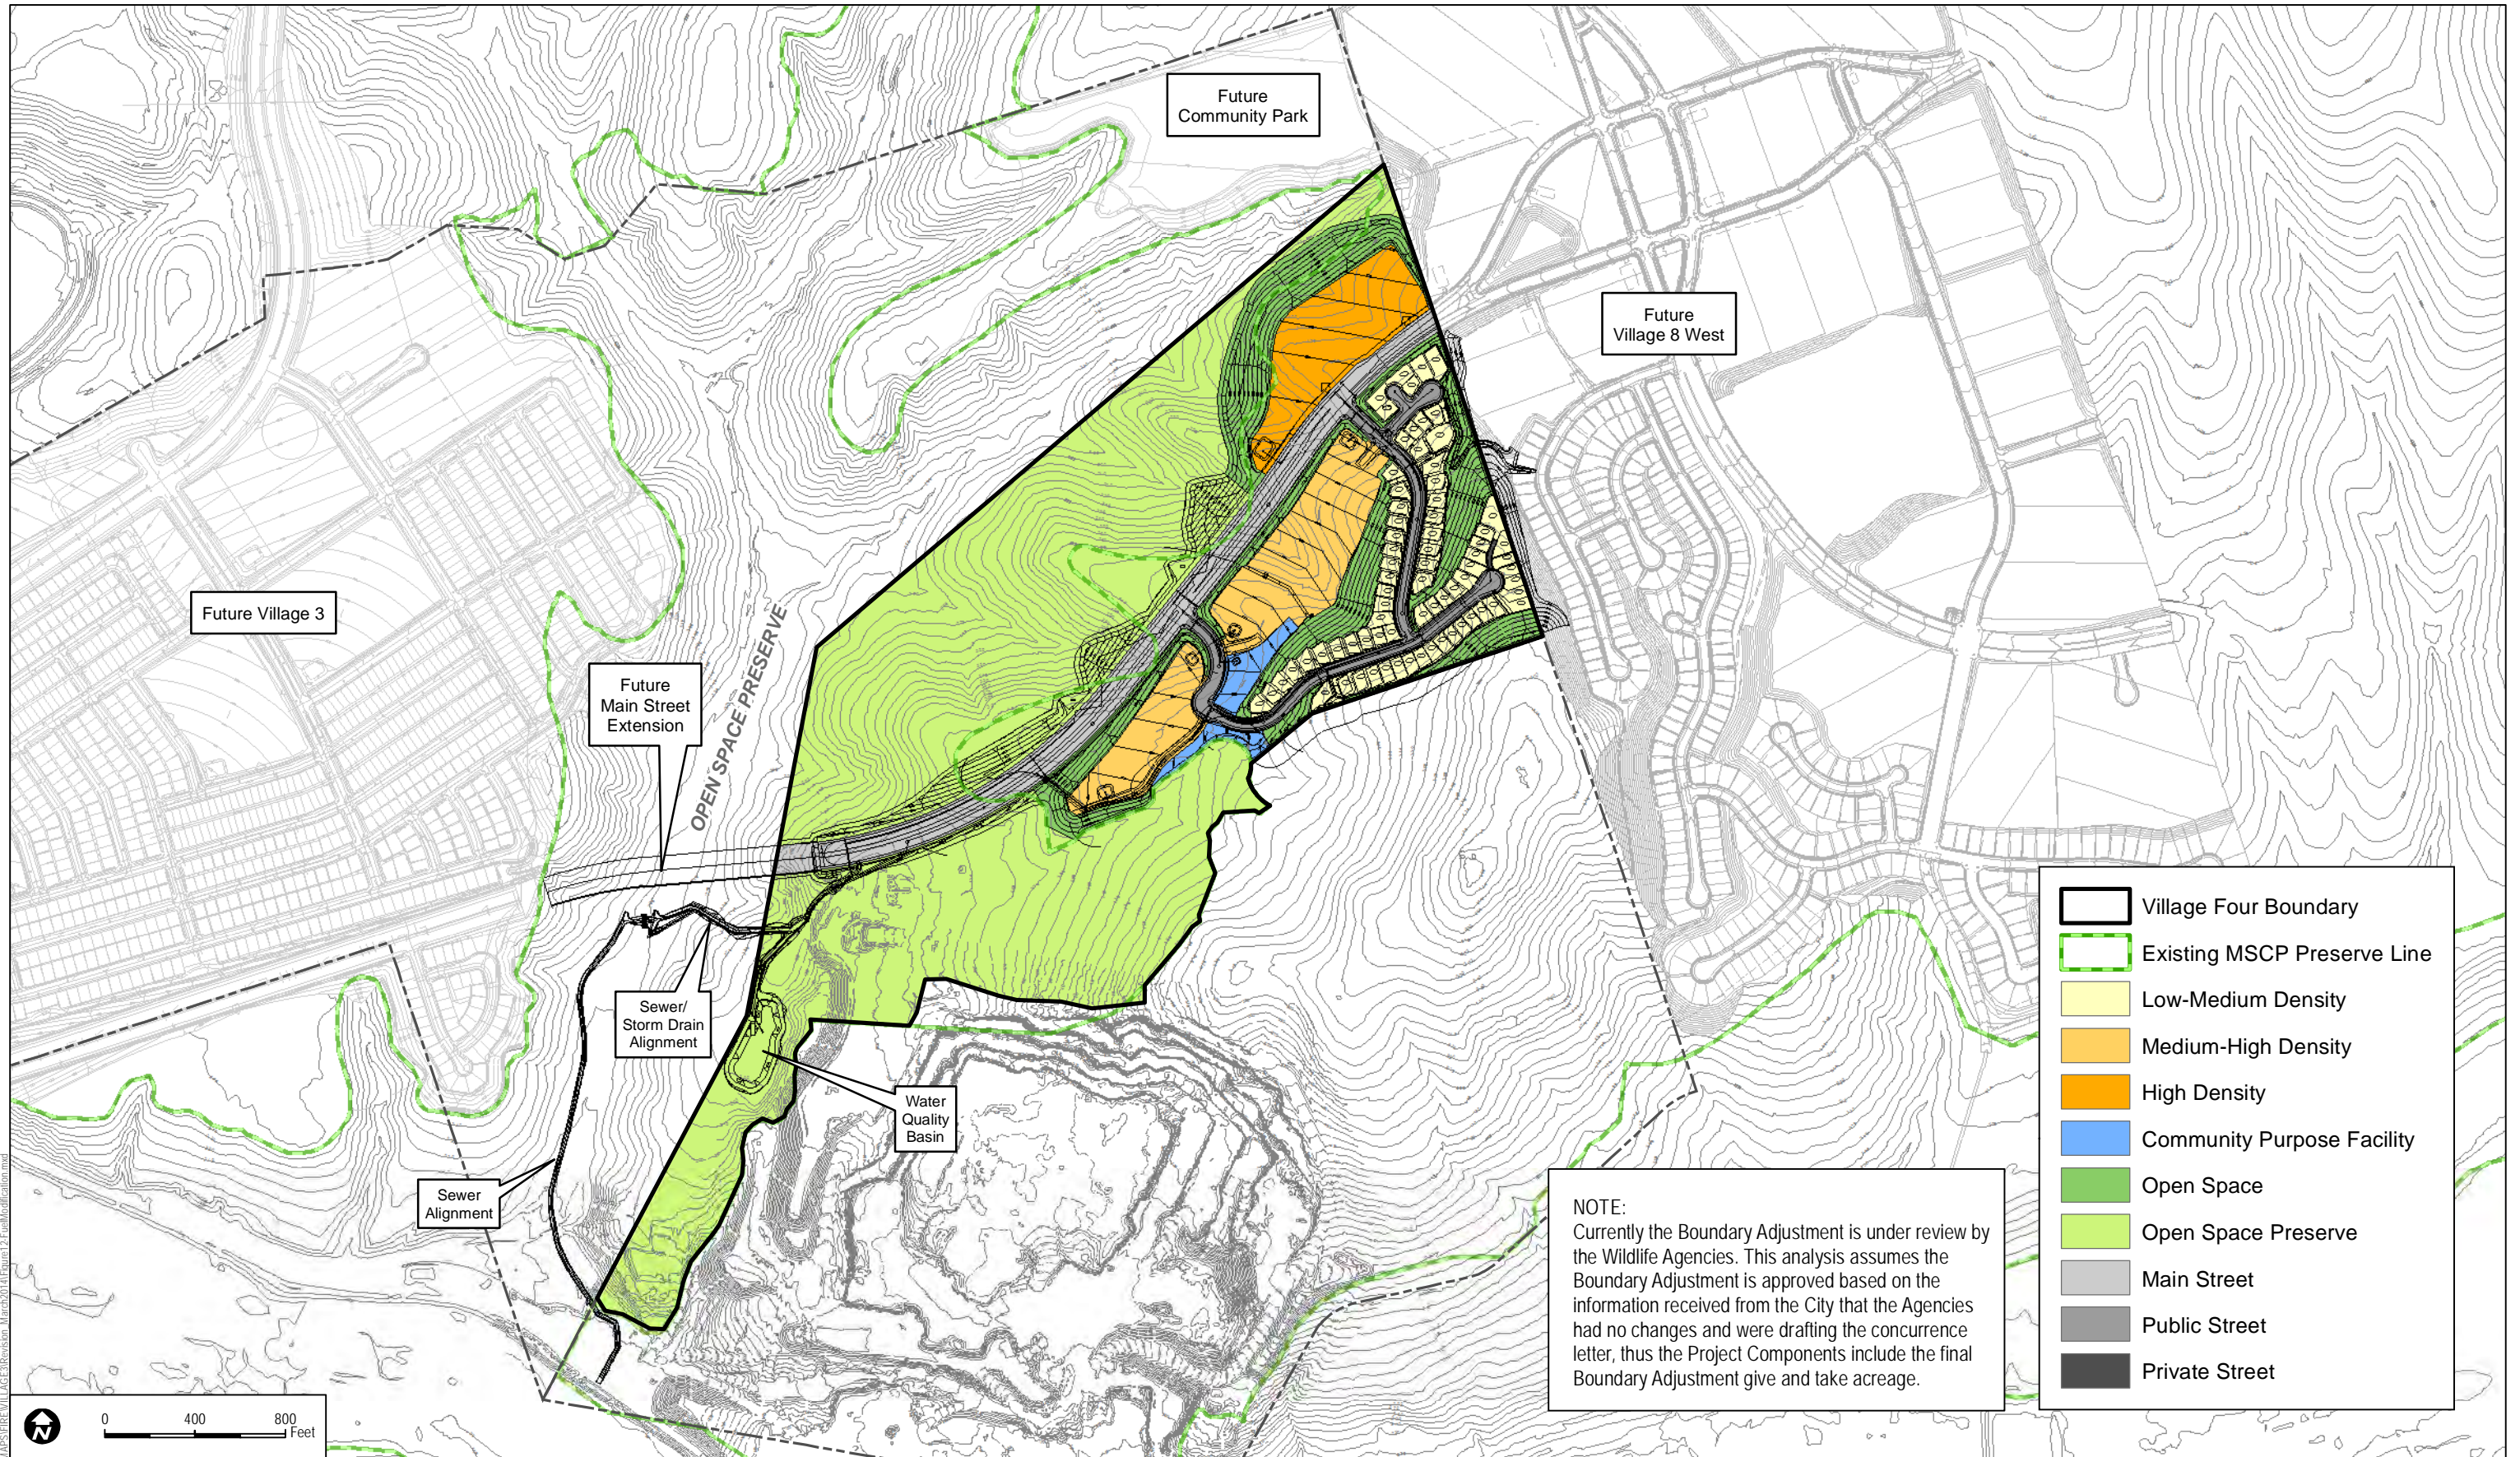 Future
Community Park
Future
Village 8 West
Future Village 3
Future
Main Street
Extension
OPEN SPACE PRESERVE
Sewer/
Storm Drain
Alignment
Water
Quality
Basin
Sewer
Alignment
Village Four Boundary
Existing MSCP Preserve Line
Low-Medium Density
Medium-High Density
High Density
Community Purpose Facility
Open Space
Open Space Preserve
Main Street
Public Street
Private Street
NOTE:
Currently the Boundary Adjustment is under review by
the Wildlife Agencies. This analysis assumes the
Boundary Adjustment is approved based on the
information received from the City that the Agencies
had no changes and were drafting the concurrence
letter, thus the Project Components include the final
Boundary Adjustment give and take acreage.
N
0 400 800
Feet